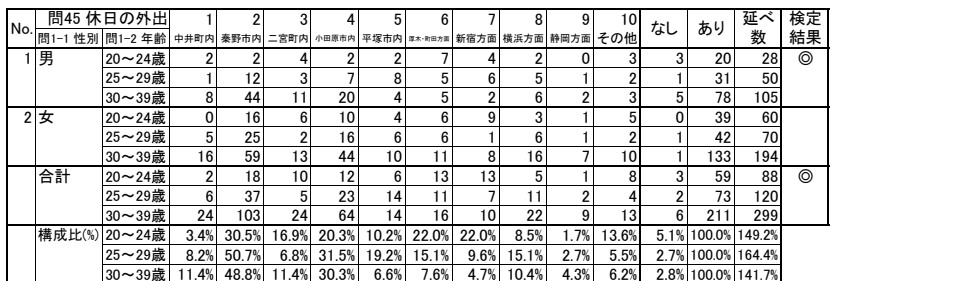 No. 問45 休日の外出 1 2 3 4 5 6 7 8 9 10 なし あり 延べ数 検定結果
問1-1 性別 問1-2 年齢 中井町内 秦野市内 二宮町内 小田原市内 平塚市内 厚木・町田方面 新宿方面 横浜方面 静岡方面 その他
1 男 20～24歳 2 2 4 2 2 7 4 2 0 3 3 20 28 ◎
25～29歳 1 12 3 7 8 5 6 5 1 2 1 31 50
30～39歳 8 44 11 20 4 5 2 6 2 3 5 78 105
2 女 20～24歳 0 16 6 10 4 6 9 3 1 5 0 39 60
25～29歳 5 25 2 16 6 6 1 6 1 2 1 42 70
30～39歳 16 59 13 44 10 11 8 16 7 10 1 133 194
合計 20～24歳 2 18 10 12 6 13 13 5 1 8 3 59 88 ◎
25～29歳 6 37 5 23 14 11 7 11 2 4 2 73 120
30～39歳 24 103 24 64 14 16 10 22 9 13 6 211 299
構成比(%) 20～24歳 3.4% 30.5% 16.9% 20.3% 10.2% 22.0% 22.0% 8.5% 1.7% 13.6% 5.1% 100.0% 149.2%
25～29歳 8.2% 50.7% 6.8% 31.5% 19.2% 15.1% 9.6% 15.1% 2.7% 5.5% 2.7% 100.0% 164.4%
30～39歳 11.4% 48.8% 11.4% 30.3% 6.6% 7.6% 4.7% 10.4% 4.3% 6.2% 2.8% 100.0% 141.7%